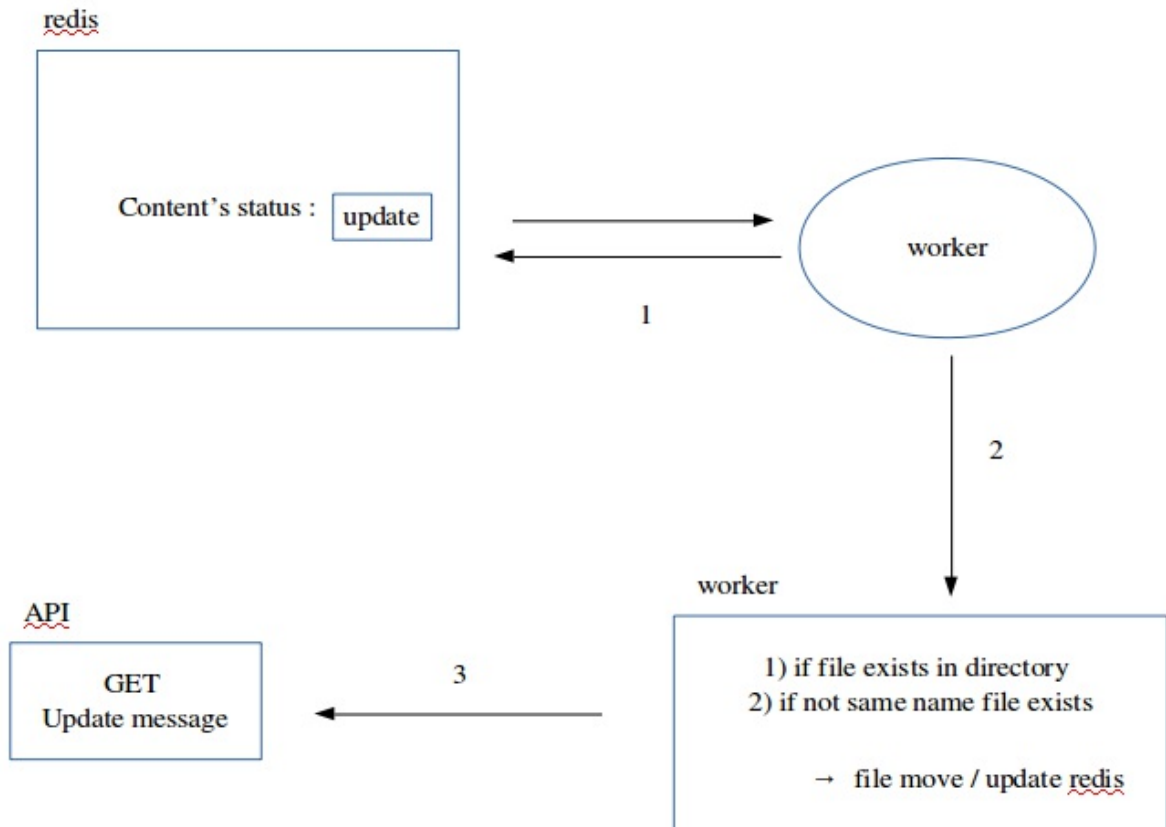 redis
Content’s status :
update
worker
1
2
worker
API
GET
Update message
3
1) if file exists in directory
2) if not same name file exists
→ file move / update redis